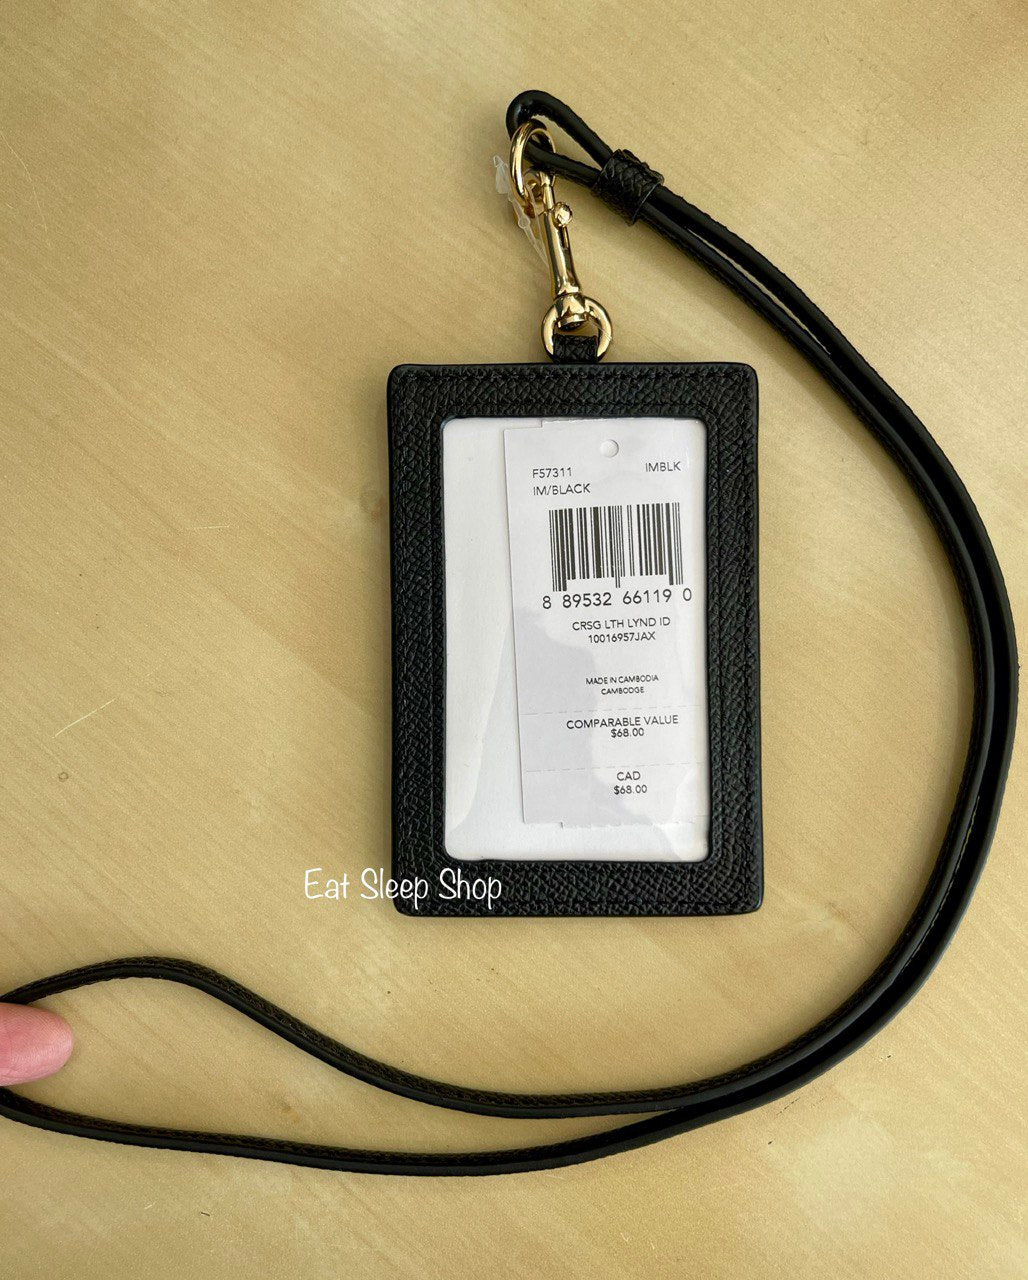 F57311 IMBLK
IM/BLACK
8 89532 66119 0
CRSG LTH LYND ID
10016957JAX
MADE IN CAMBODIA
CAMBODGE
COMPARABLE VALUE
$68.00
CAD
$68.00
Eat Sleep Shop